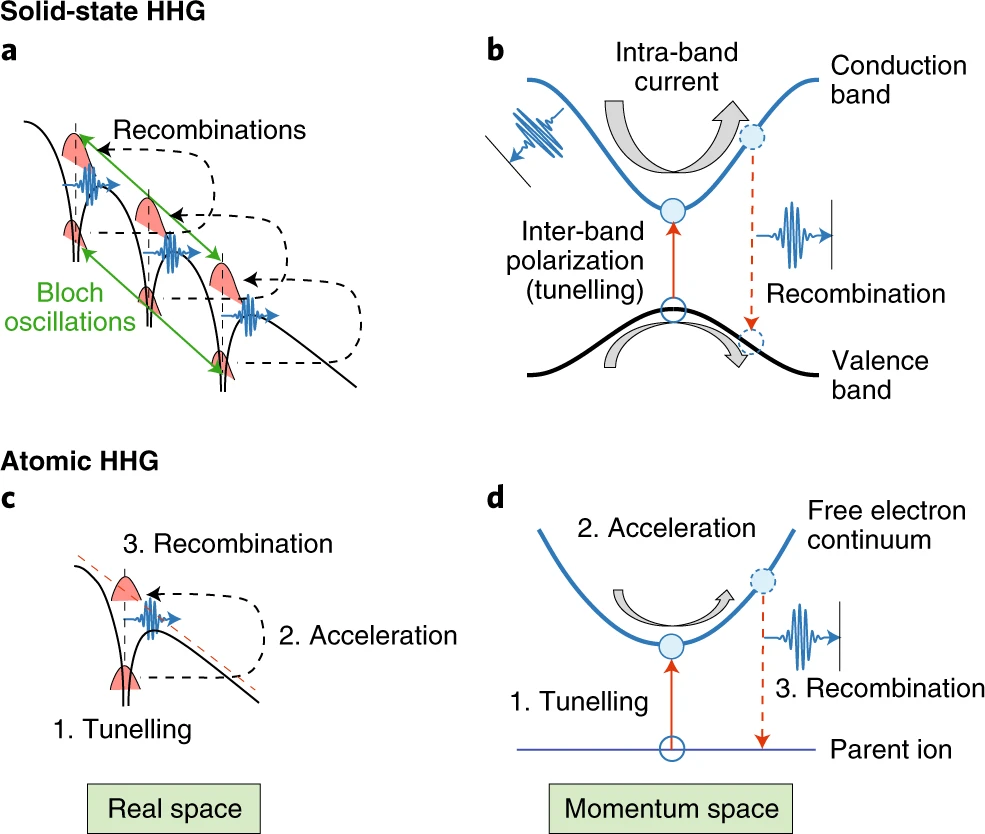 Solid-state HHG
a
Recombinations
Bloch
oscillations
b
Intra-band
current
Conduction
band
Inter-band
polarization
(tunelling)
Recombination
Valence
band
Atomic HHG
c
3. Recombination
2. Acceleration
1. Tunelling
Real space
d
2. Acceleration
Free electron
continuum
1. Tunelling
3. Recombination
Parent ion
Momentum space